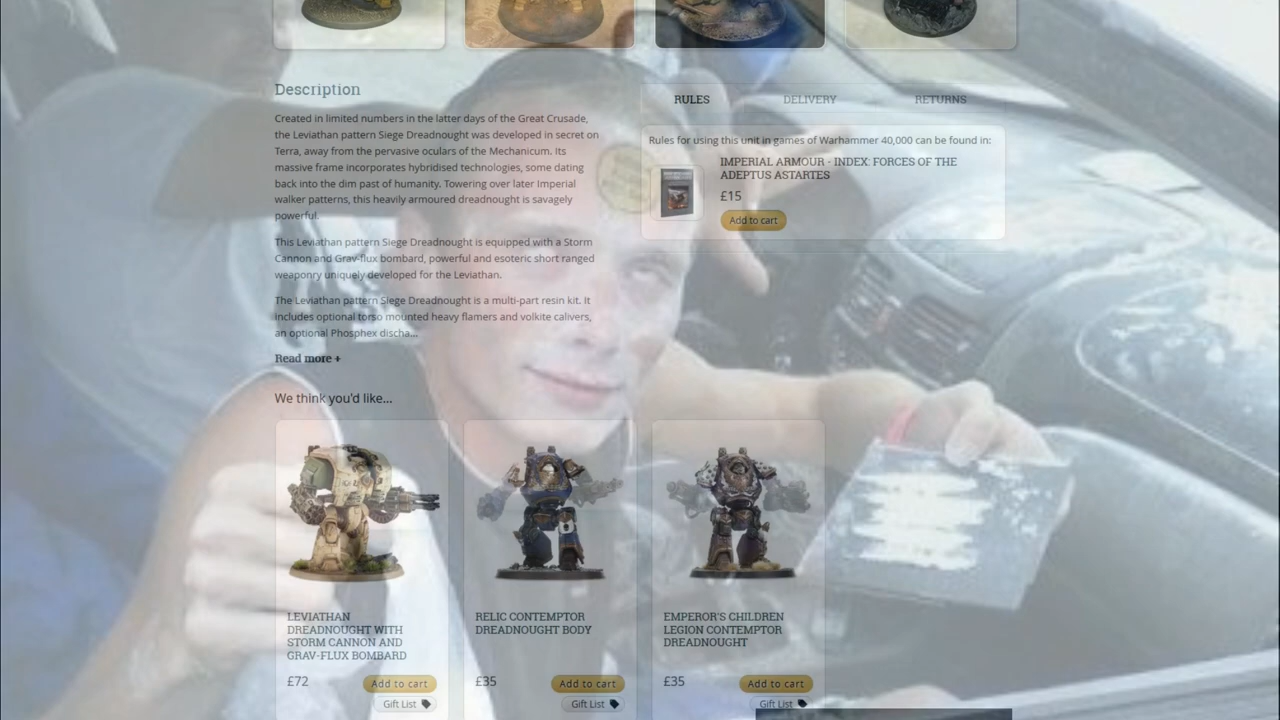 Description
Created in limited numbers in the latter days of the Great Crusade,
the Leviathan pattern Siege Dreadnought was developed in secret on
Terra, away from the pervasive oculars of the Mechanicum. Its
massive frame incorporates hybridised technologies, some dating
back into the dim past of humanity. Towering over later Imperial
walker patterns, this heavily armoured dreadnought is savagely
powerful.
This Leviathan pattern Siege Dreadnought is equipped with a Storm
Cannon and Grav-flux bombard, powerful and esoteric short ranged
weaponry uniquely developed for the Leviathan.
The Leviathan pattern Siege Dreadnought is a multi-part resin kit. It
includes optional torso mounted heavy flamers and volkite calivers,
an optional Phosphex discha...
Read more +
RULES DELIVERY RETURNS
Rules for using this unit in games of Warhammer 40,000 can be found in:
IMPERIAL ARMOUR - INDEX: FORCES OF THE
ADEPTUS ASTARTES
£15
Add to cart
We think you'd like...
LEVIATHAN
DREADNOUGHT WITH
STORM CANNON AND
GRAV-FLUX BOMBARD
£72
Add to cart
Gift List
RELIC CONTEMPTOR
DREADNOUGHT BODY
£35
Add to cart
Gift List
EMPEROR'S CHILDREN
LEGION CONTEMPTOR
DREADNOUGHT
£35
Add to cart
Gift List